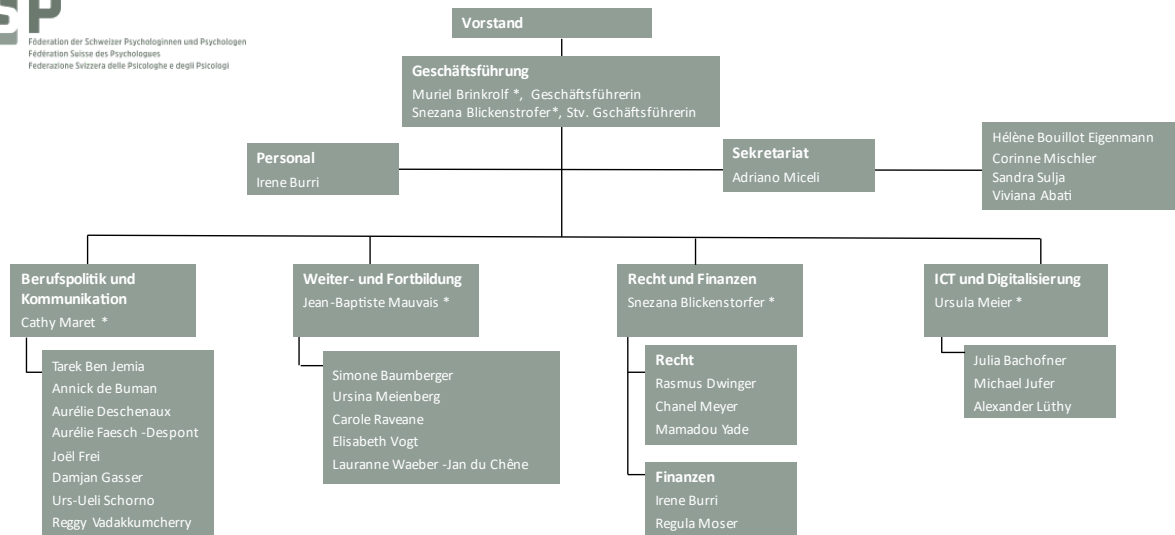 SP
Föderation der Schweizer Psychologinnen und Psychologen
Fédération Suisse des Psychologues
Federazione Svizzera delle Psicologhe e degli Psicologi
Vorstand
Geschäftsführung
Muriel Brinkrolf *, Geschäftsführerin
Snezana Blickenstrofer*, Stv. Gschäftsführerin
Personal
Irene Burri
Sekretariat
Adriano Miceli
Hélène Bouillot Eigenmann
Corinne Mischler
Sandra Sulja
Viviana Abati
Berufspolitik und
Kommunikation
Cathy Maret *
Tarek Ben Jemia
Annick de Buman
Aurélie Deschenaux
Aurélie Faesch -Despont
Joël Frei
Damjan Gasser
Urs-Ueli Schorno
Reggy Vadakkumcherry
Weiter- und Fortbildung
Jean-Baptiste Mauvais *
Simone Baumberger
Ursina Meienberg
Carole Raveane
Elisabeth Vogt
Lauranne Waeber -Jan du Chêne
Recht und Finanzen
Snezana Blickenstorfer *
Recht
Rasmus Dwinger
Chanel Meyer
Mamadou Yade
Finanzen
Irene Burri
Regula Moser
ICT und Digitalisierung
Ursula Meier *
Julia Bachofner
Michael Jufer
Alexander Lüthy